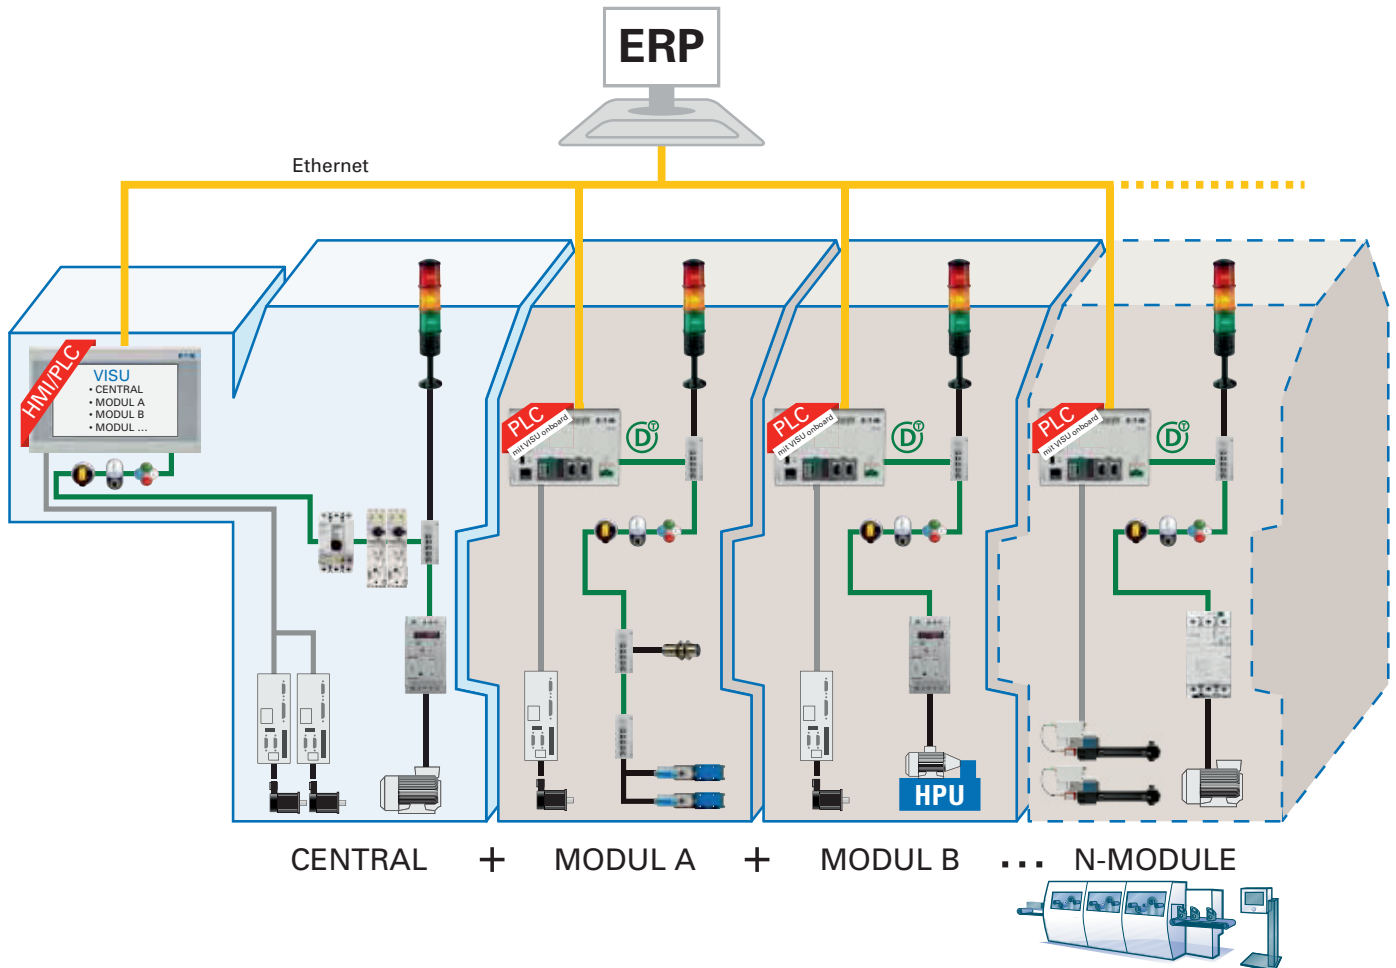 ERP
Ethernet
HMI/PLC
VISU
• CENTRAL
• MODUL A
• MODUL B
• MODUL ...
PLC
mit VISU onboard
D T
PLC
mit VISU onboard
D T
PLC
mit VISU onboard
D T
HPU
CENTRAL + MODUL A + MODUL B ... N-MODULE